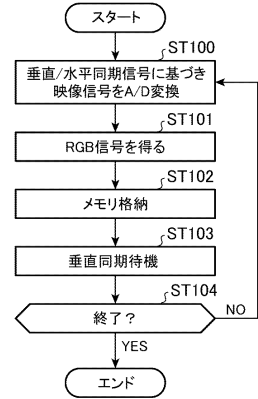 スタート
ST100
垂直/水平同期信号に基づき
映像信号をA/D変換
ST101
RGB信号を得る
ST102
メモリ格納
ST103
垂直同期待機
ST104
終了？
NO
YES
エンド